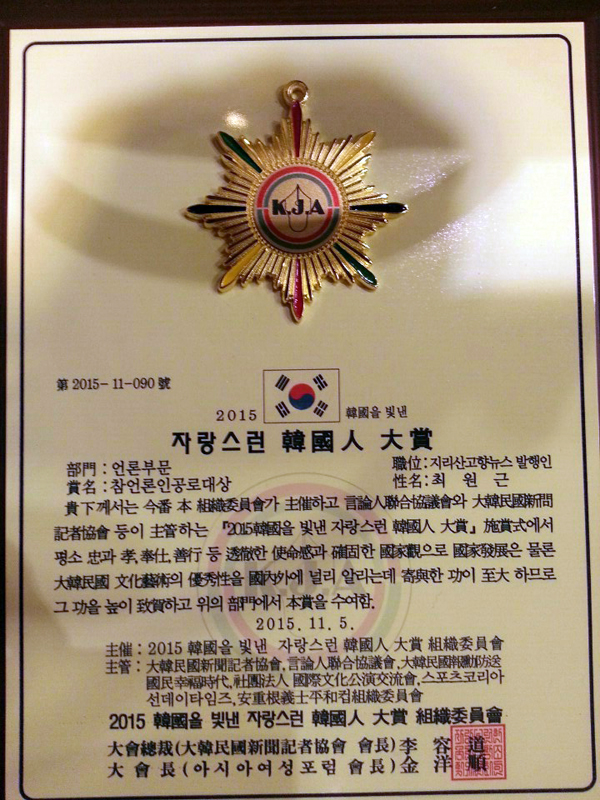 K.J.A
第 2015-11-090 號
2015 韓國을 빛낸
자랑스런 韓國人 大賞
部門 : 언론부문 職位 : 지리산고향뉴스 발행인
賞名 : 참언론인공로대상 性名 : 최 원 근
貴下께서는 今番 本 組織委員會가 主催하고 言論人聯合協議會와 大韓民國新聞
記者協會 등이 主管하는 『2015韓國을 빛낸 자랑스런 韓國人 大賞』 施賞式에서
평소 忠과 孝,奉仕,善行 등 透徹한 使命感과 確固한 國家觀으로 國家發展은 물론
大韓民國 文化藝術의 優秀性을 國內外에 널리 알리는데 寄與한 功이 至大 하므로
그 功을 높이 致賀하고 위의 部門에서 本賞을 수여함.
2015. 11. 5.
主催 : 2015 韓國을 빛낸 자랑스런 韓國人 大賞 組織委員會
主管 : 大韓民國新聞記者協會,言論人聯合協議會,大韓民國報勳防送
國民幸福時代,社團法人 國際文化公演交流會,스포츠코리아
선데이타임즈,安重根義士平和컵組織委員會
2015 韓國을 빛낸 자랑스런 韓國人 大賞 組織委員會
大會總裁(大韓民國新聞記者協會 會長) 李 容 道
大 會 長 (아시아여성포럼 會長) 金 洋 順